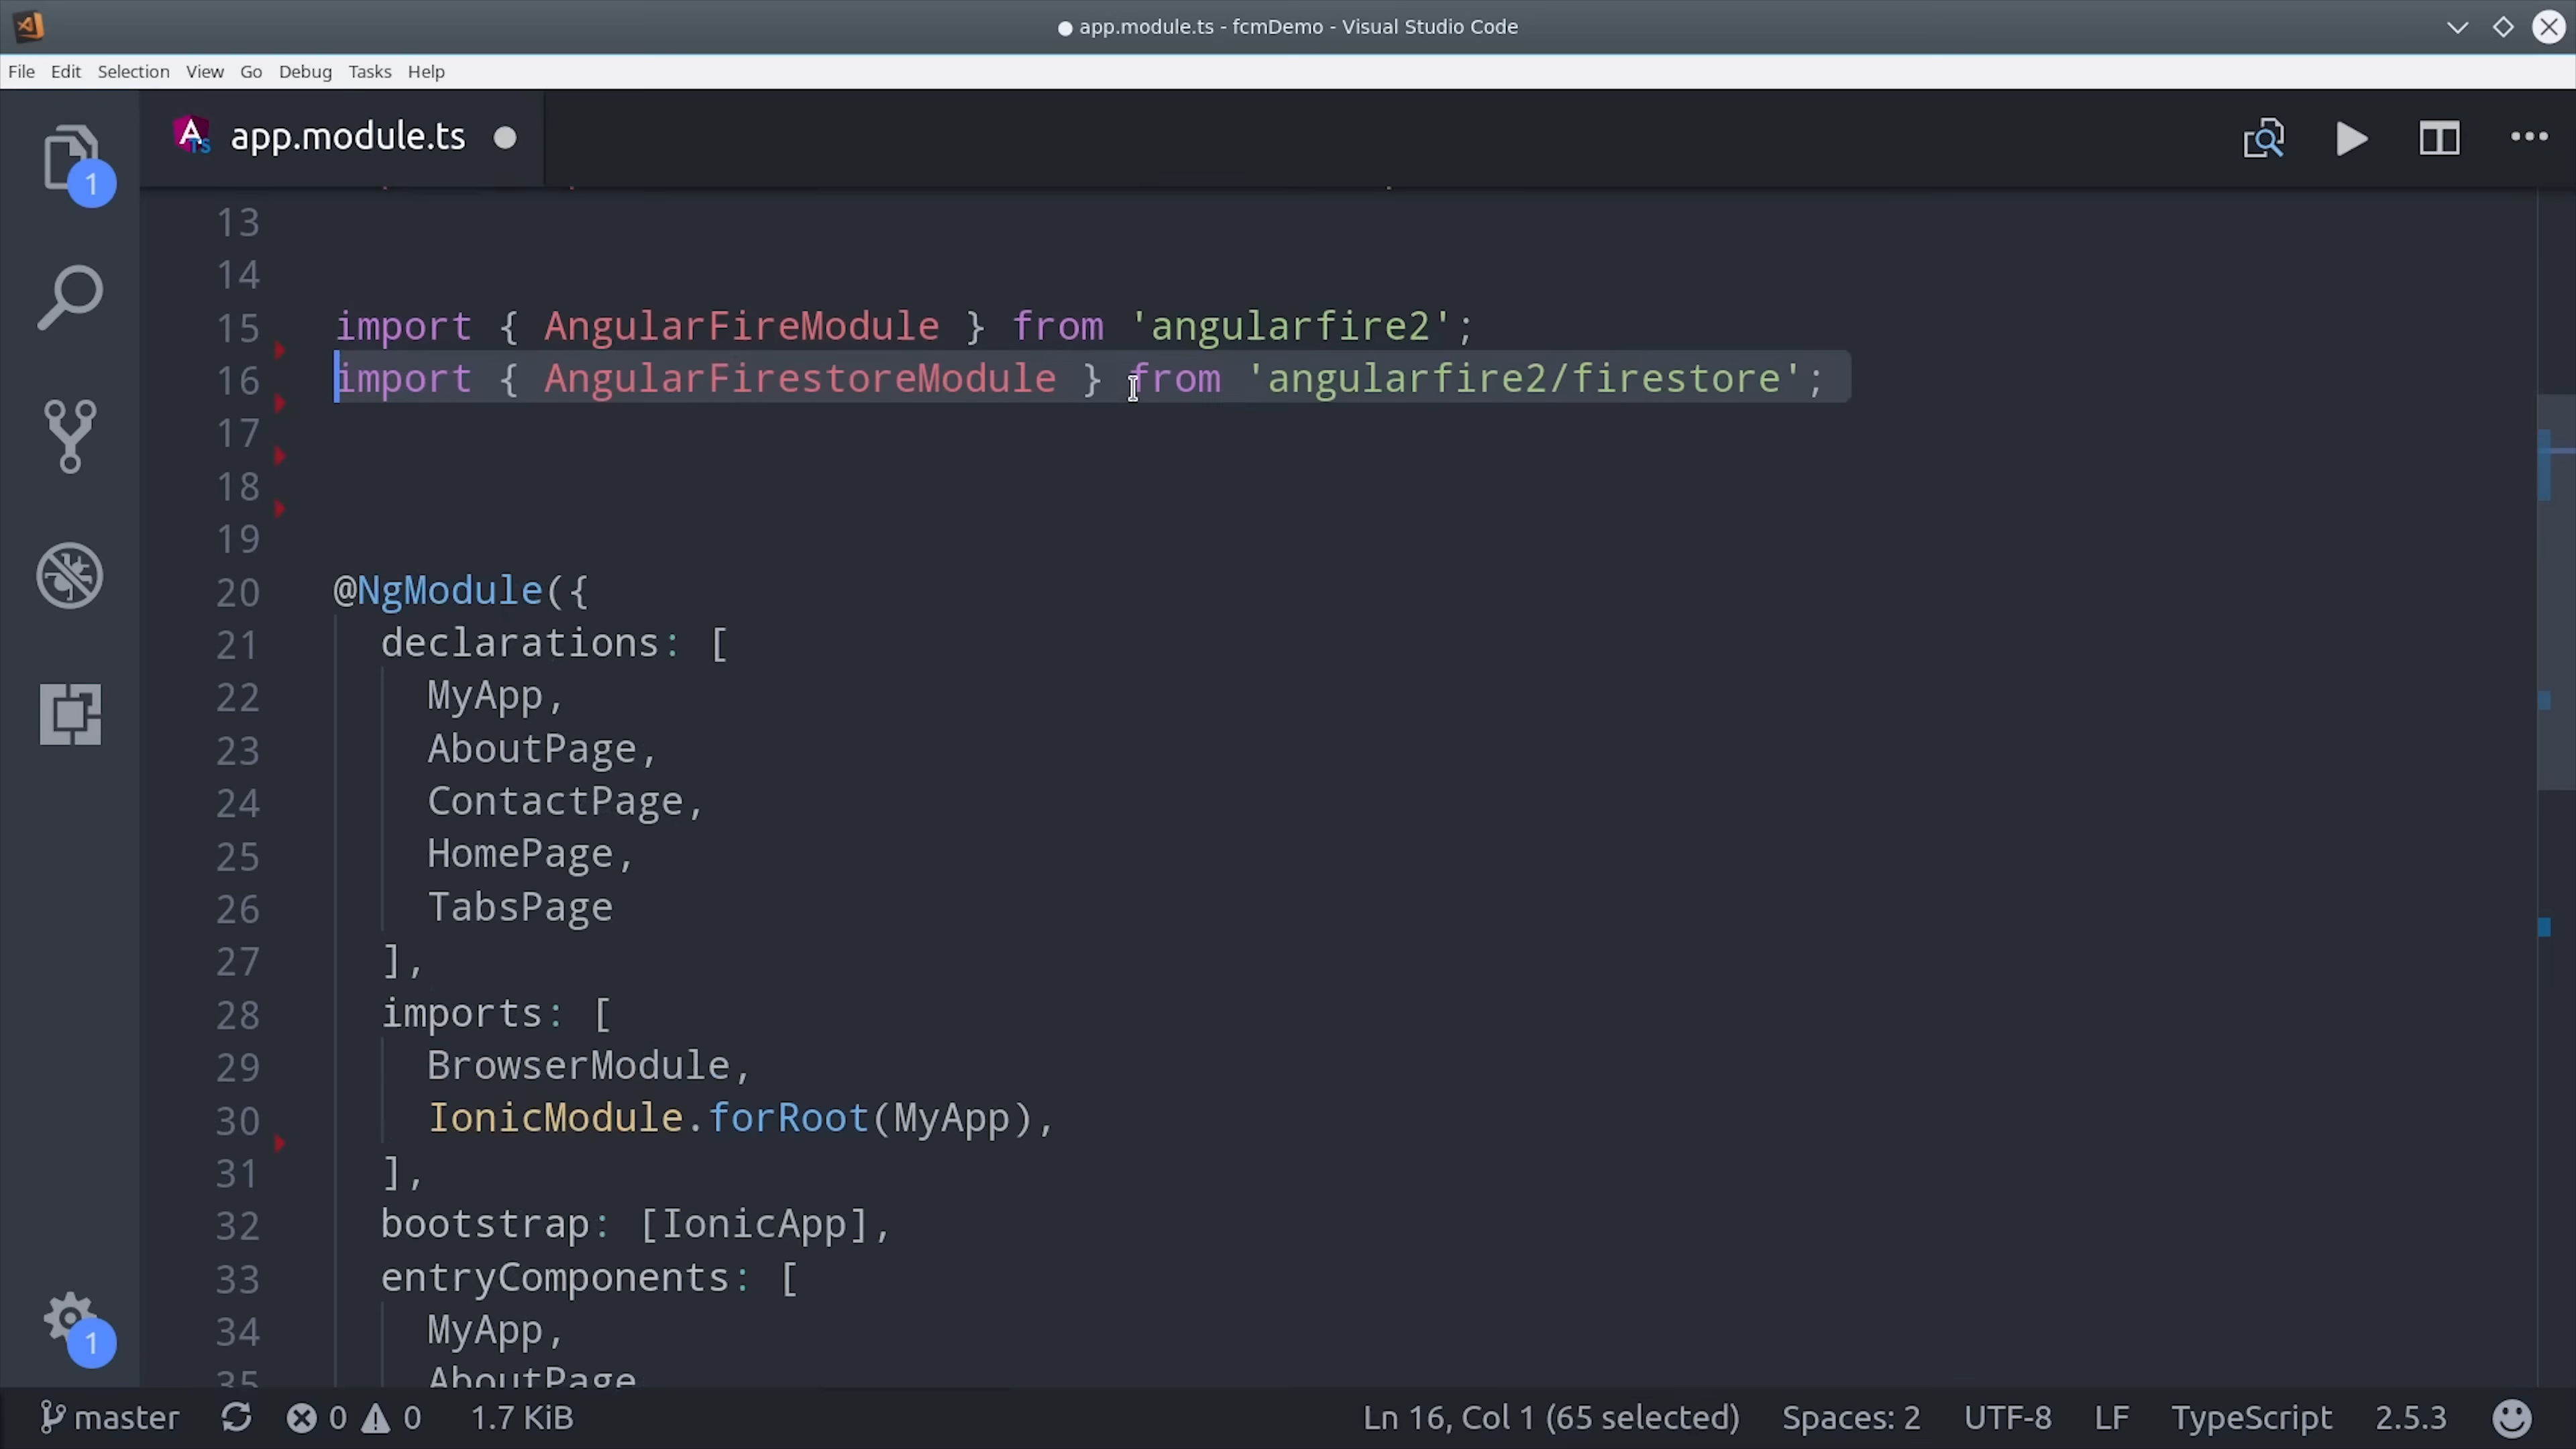 app.module.ts - fcmDemo - Visual Studio Code
File Edit Selection View Go Debug Tasks Help
1
app.module.ts
13
14
15 import { AngularFireModule } from 'angularfire2';
16 import { AngularFirestoreModule } from 'angularfire2/firestore';
17
18
19
20 @NgModule({
21 declarations: [
22 MyApp,
23 AboutPage,
24 ContactPage,
25 HomePage,
26 TabsPage
27 ],
28 imports: [
29 BrowserModule,
30 IonicModule.forRoot(MyApp),
31 ],
32 bootstrap: [IonicApp],
33 entryComponents: [
34 MyApp,
35 AboutPage
1
master 0 0 1.7 KiB Ln 16, Col 1 (65 selected) Spaces: 2 UTF-8 LF TypeScript 2.5.3